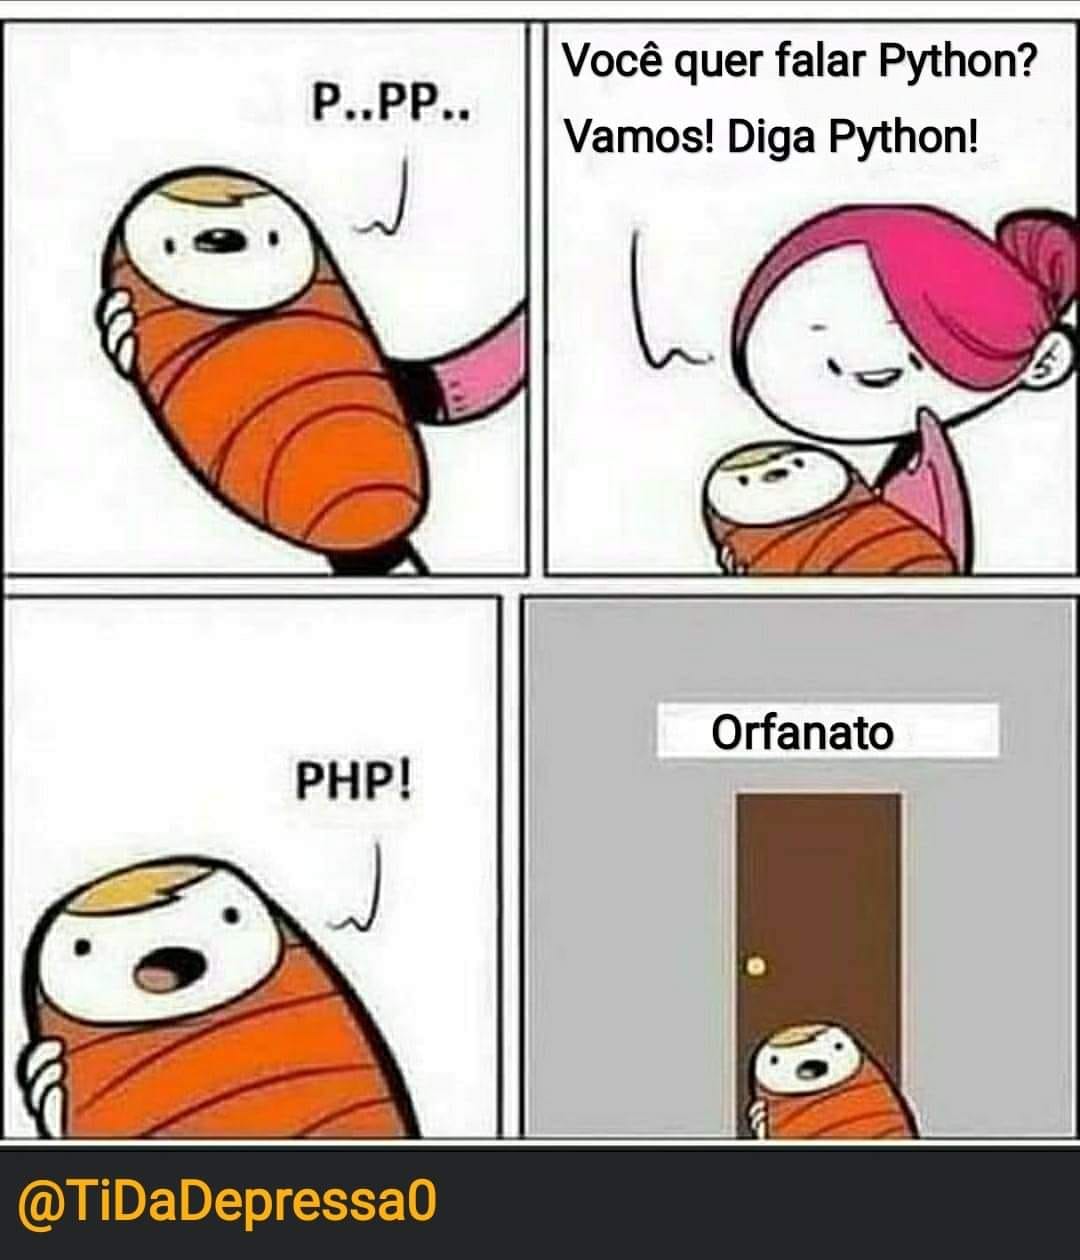 P..PP..
Você quer falar Python?
Vamos! Diga Python!
PHP!
Orfanato
@TiDaDepressa0